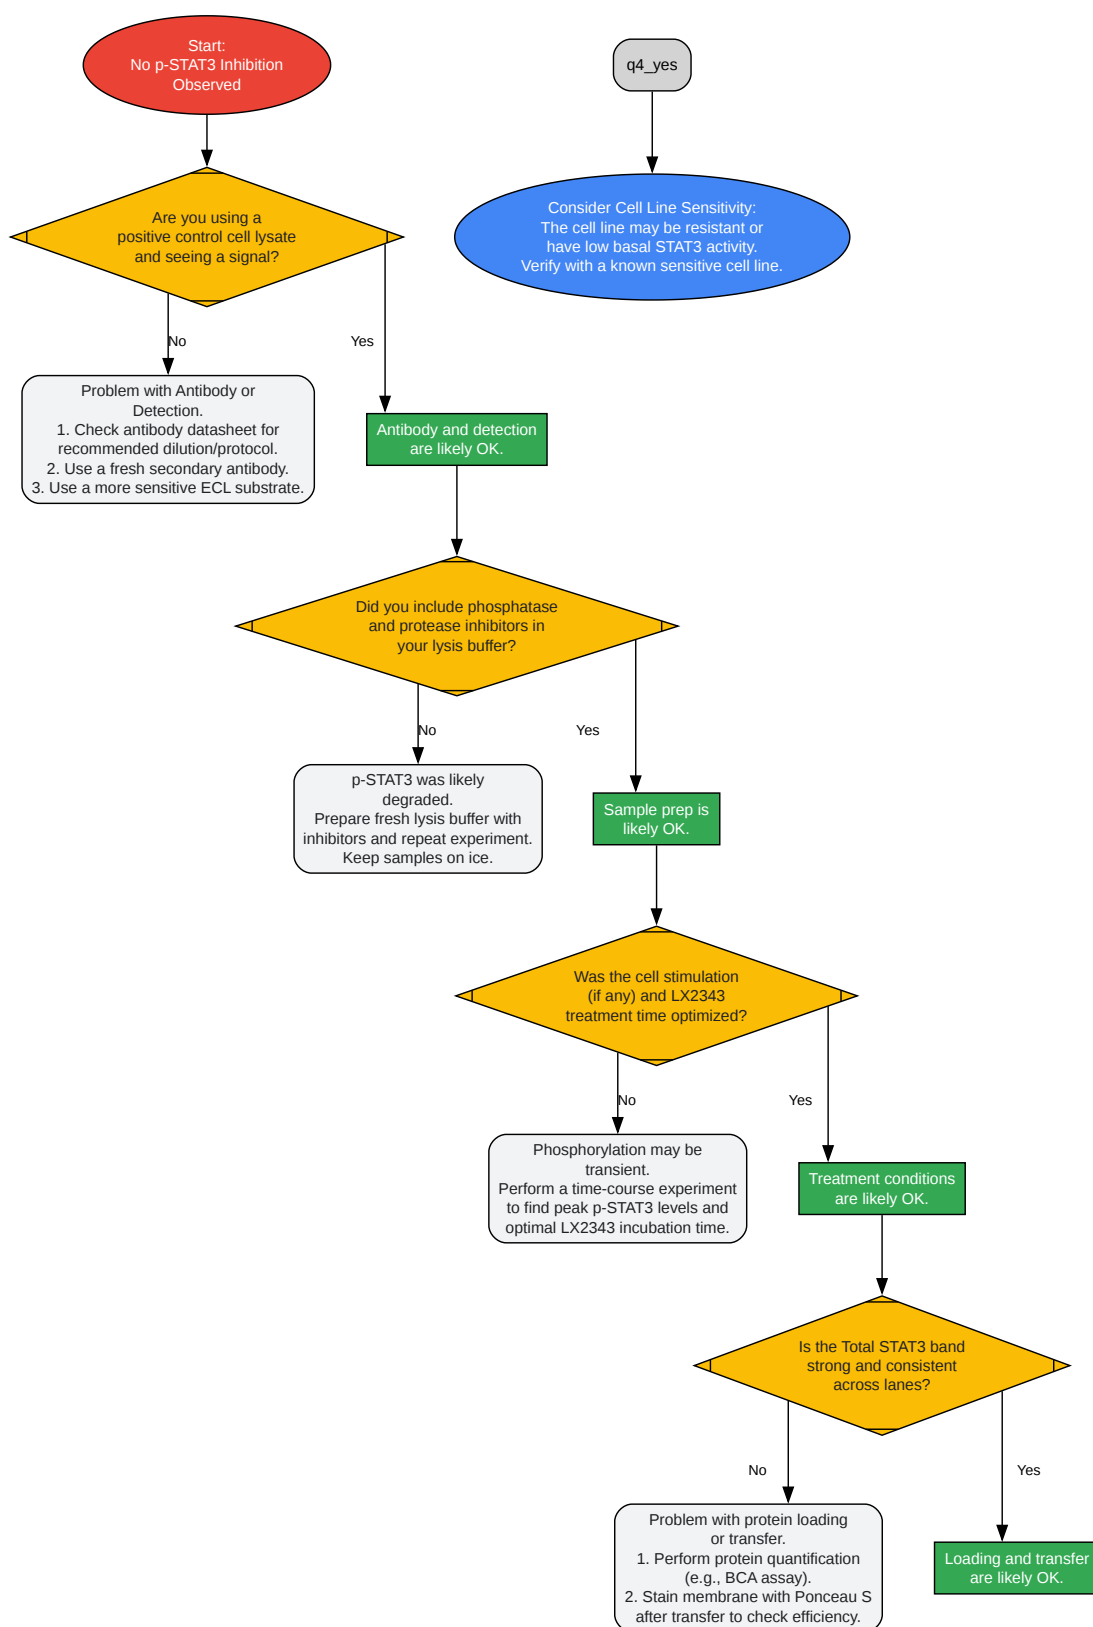 Start:
No p-STAT3 Inhibition
Observed
q4_yes
Are you using a
positive control cell lysate
and seeing a signal?
Consider Cell Line Sensitivity:
The cell line may be resistant or
have low basal STAT3 activity.
Verify with a known sensitive cell line.
No
Yes
Problem with Antibody or
Detection.
1. Check antibody datasheet for
recommended dilution/protocol.
2. Use a fresh secondary antibody.
3. Use a more sensitive ECL substrate.
Antibody and detection
are likely OK.
Did you include phosphatase
and protease inhibitors in
your lysis buffer?
No
Yes
p-STAT3 was likely
degraded.
Prepare fresh lysis buffer with
inhibitors and repeat experiment.
Keep samples on ice.
Sample prep is
likely OK.
Was the cell stimulation
(if any) and LX2343
treatment time optimized?
No
Yes
Phosphorylation may be
transient.
Perform a time-course experiment
to find peak p-STAT3 levels and
optimal LX2343 incubation time.
Treatment conditions
are likely OK.
Is the Total STAT3 band
strong and consistent
across lanes?
No
Yes
Problem with protein loading
or transfer.
1. Perform protein quantification
(e.g., BCA assay).
2. Stain membrane with Ponceau S
after transfer to check efficiency.
Loading and transfer
are likely OK.